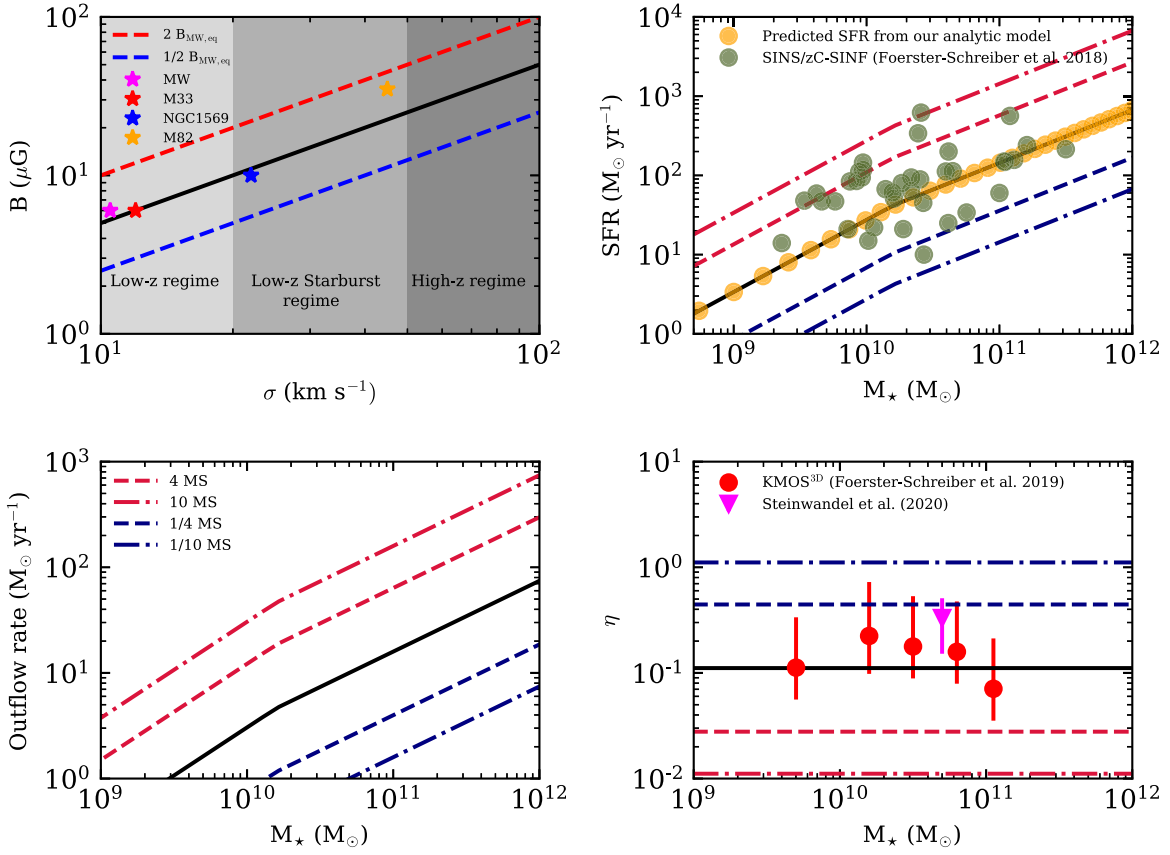 10²
2 B_MW,eq
1/2 B_MW,eq
MW
M33
NGC1569
M82
B (μG)
10¹
Low-z regime
Low-z Starburst
regime
High-z regime
10⁰
10¹
10²
σ (km s⁻¹)
10⁴
Predicted SFR from our analytic model
SINS/zC-SINF (Foerster-Schreiber et al. 2018)
10³
SFR (M⊙ yr⁻¹)
10²
10¹
10⁰
10⁹
10¹⁰
10¹¹
10¹²
M⋆ (M⊙)
10³
4 MS
10 MS
1/4 MS
1/10 MS
Outflow rate (M⊙ yr⁻¹)
10²
10¹
10⁰
10⁹
10¹⁰
10¹¹
10¹²
M⋆ (M⊙)
10¹
KMOS³ᴰ (Foerster-Schreiber et al. 2019)
Steinwandel et al. (2020)
10⁰
η
10⁻¹
10⁻²
10⁹
10¹⁰
10¹¹
10¹²
M⋆ (M⊙)